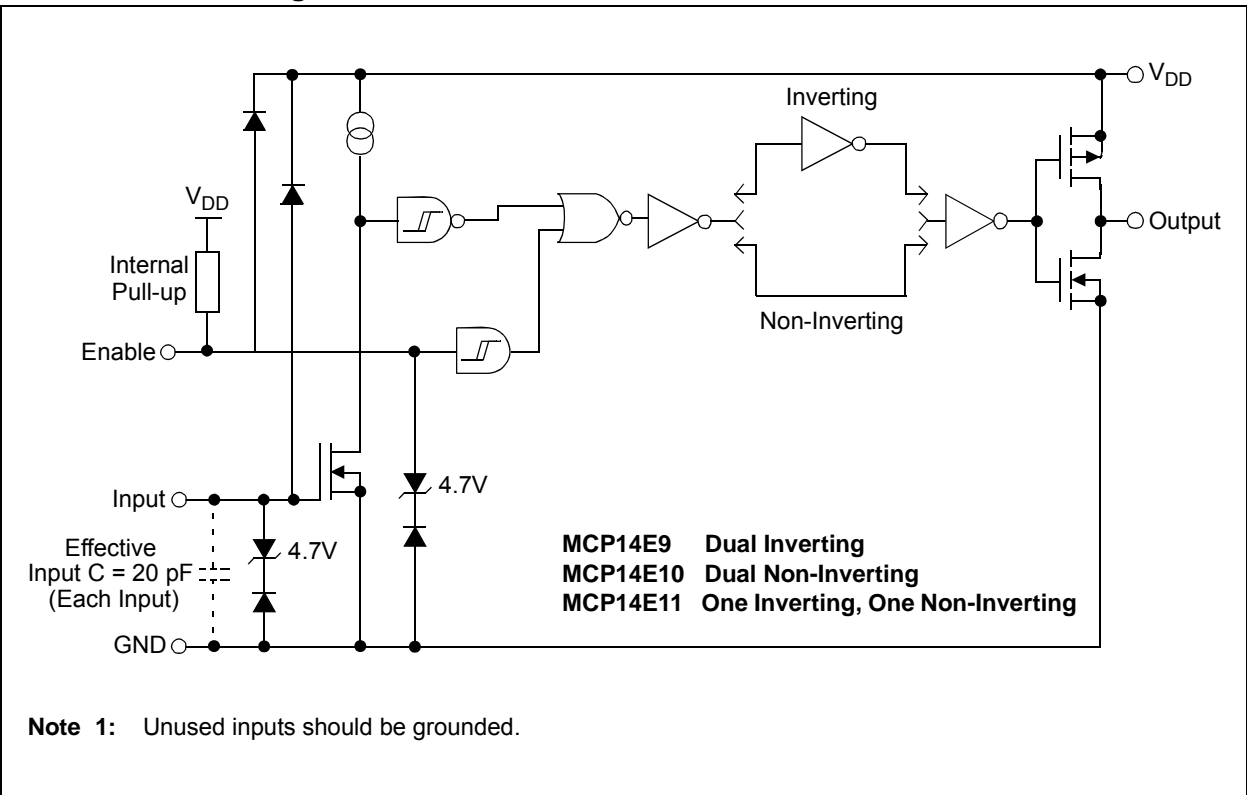 V_DD
Inverting
V_DD
Output
Internal
Pull-up
Non-Inverting
Enable
Input
4.7V
Effective
Input C = 20 pF
(Each Input)
4.7V
MCP14E9 Dual Inverting
MCP14E10 Dual Non-Inverting
MCP14E11 One Inverting, One Non-Inverting
GND
Note 1: Unused inputs should be grounded.